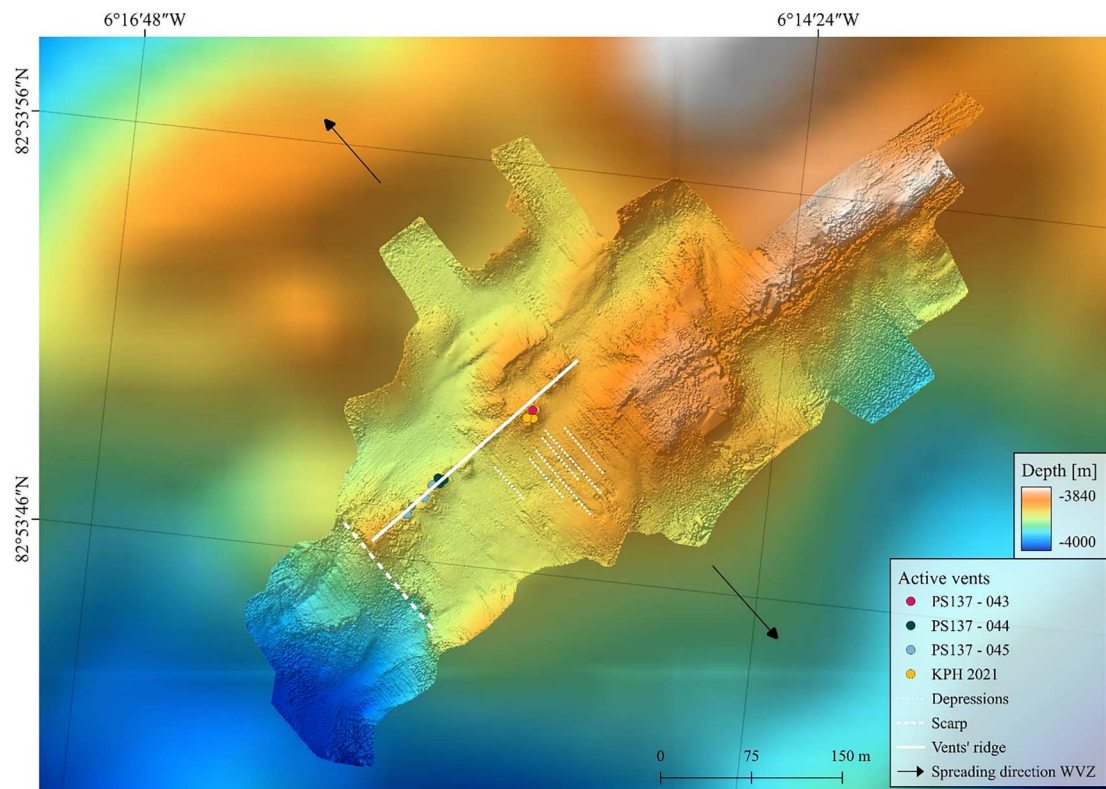 6°16′48″W
6°14′24″W
82°53′56″N
82°53′46″N
Depth [m]
-3840
-4000
Active vents
PS137 - 043
PS137 - 044
PS137 - 045
KPH 2021
Depressions
Scarp
Vents' ridge
Spreading direction WVZ
0 75 150 m